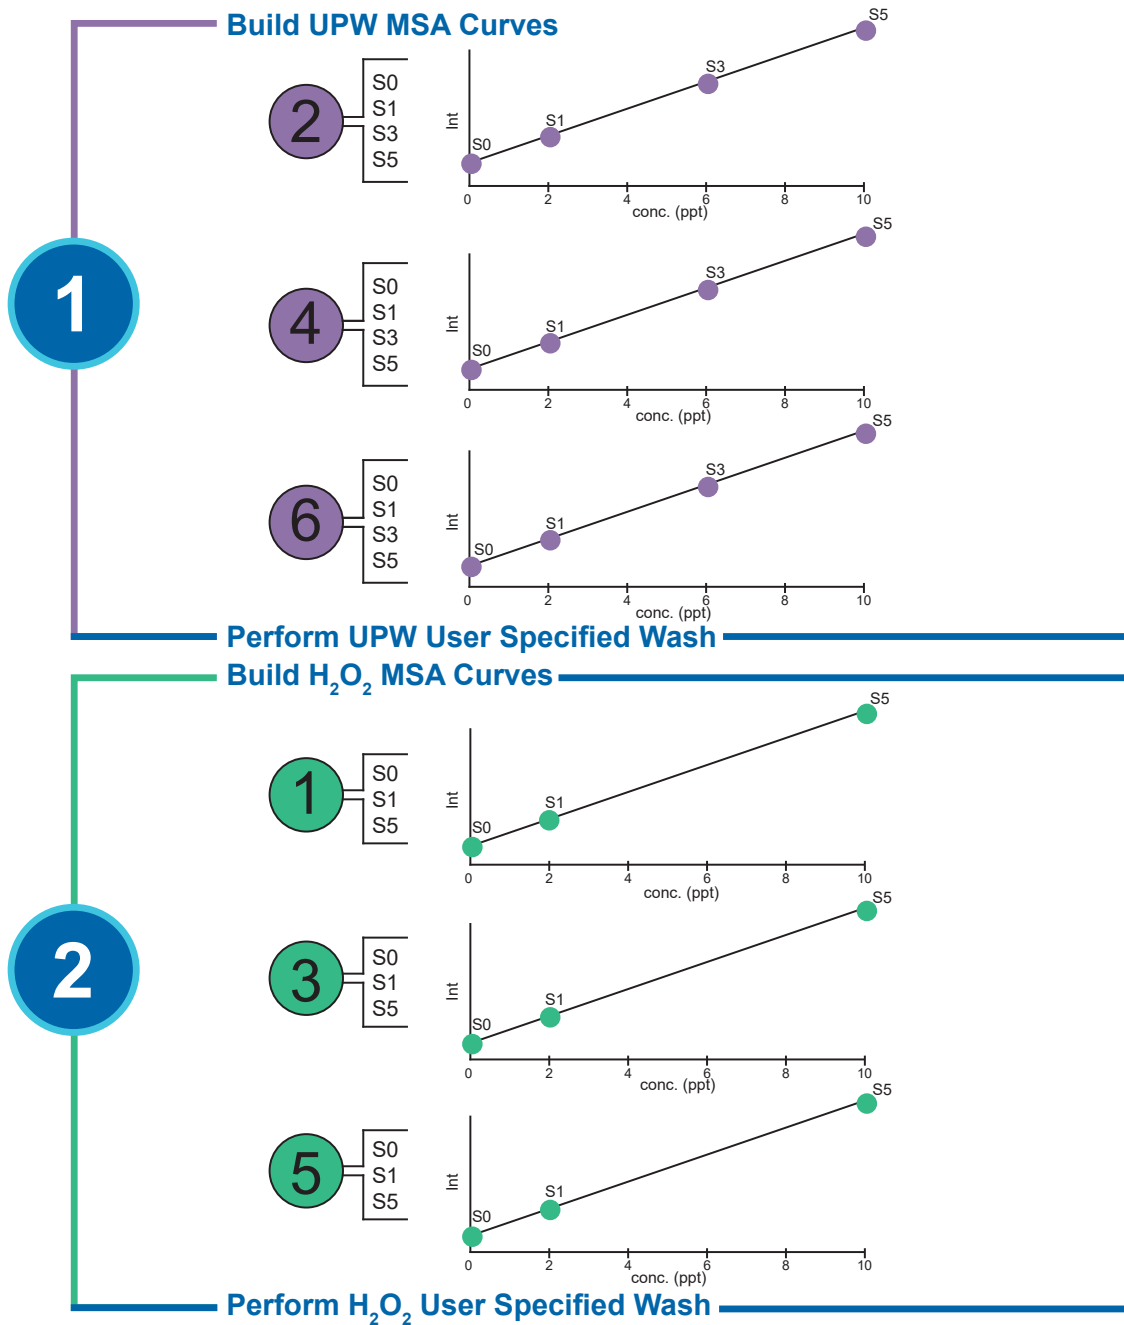 Build UPW MSA Curves
1
2
S0
S1
S3
S5
Int
S0
S1
S3
S5
0 2 4 6 8 10
conc. (ppt)
4
S0
S1
S3
S5
Int
S0
S1
S3
S5
0 2 4 6 8 10
conc. (ppt)
6
S0
S1
S3
S5
Int
S0
S1
S3
S5
0 2 4 6 8 10
conc. (ppt)
Perform UPW User Specified Wash
Build H₂O₂ MSA Curves
2
1
S0
S1
S5
Int
S0
S1
S5
0 2 4 6 8 10
conc. (ppt)
3
S0
S1
S5
Int
S0
S1
S5
0 2 4 6 8 10
conc. (ppt)
5
S0
S1
S5
Int
S0
S1
S5
0 2 4 6 8 10
conc. (ppt)
Perform H₂O₂ User Specified Wash